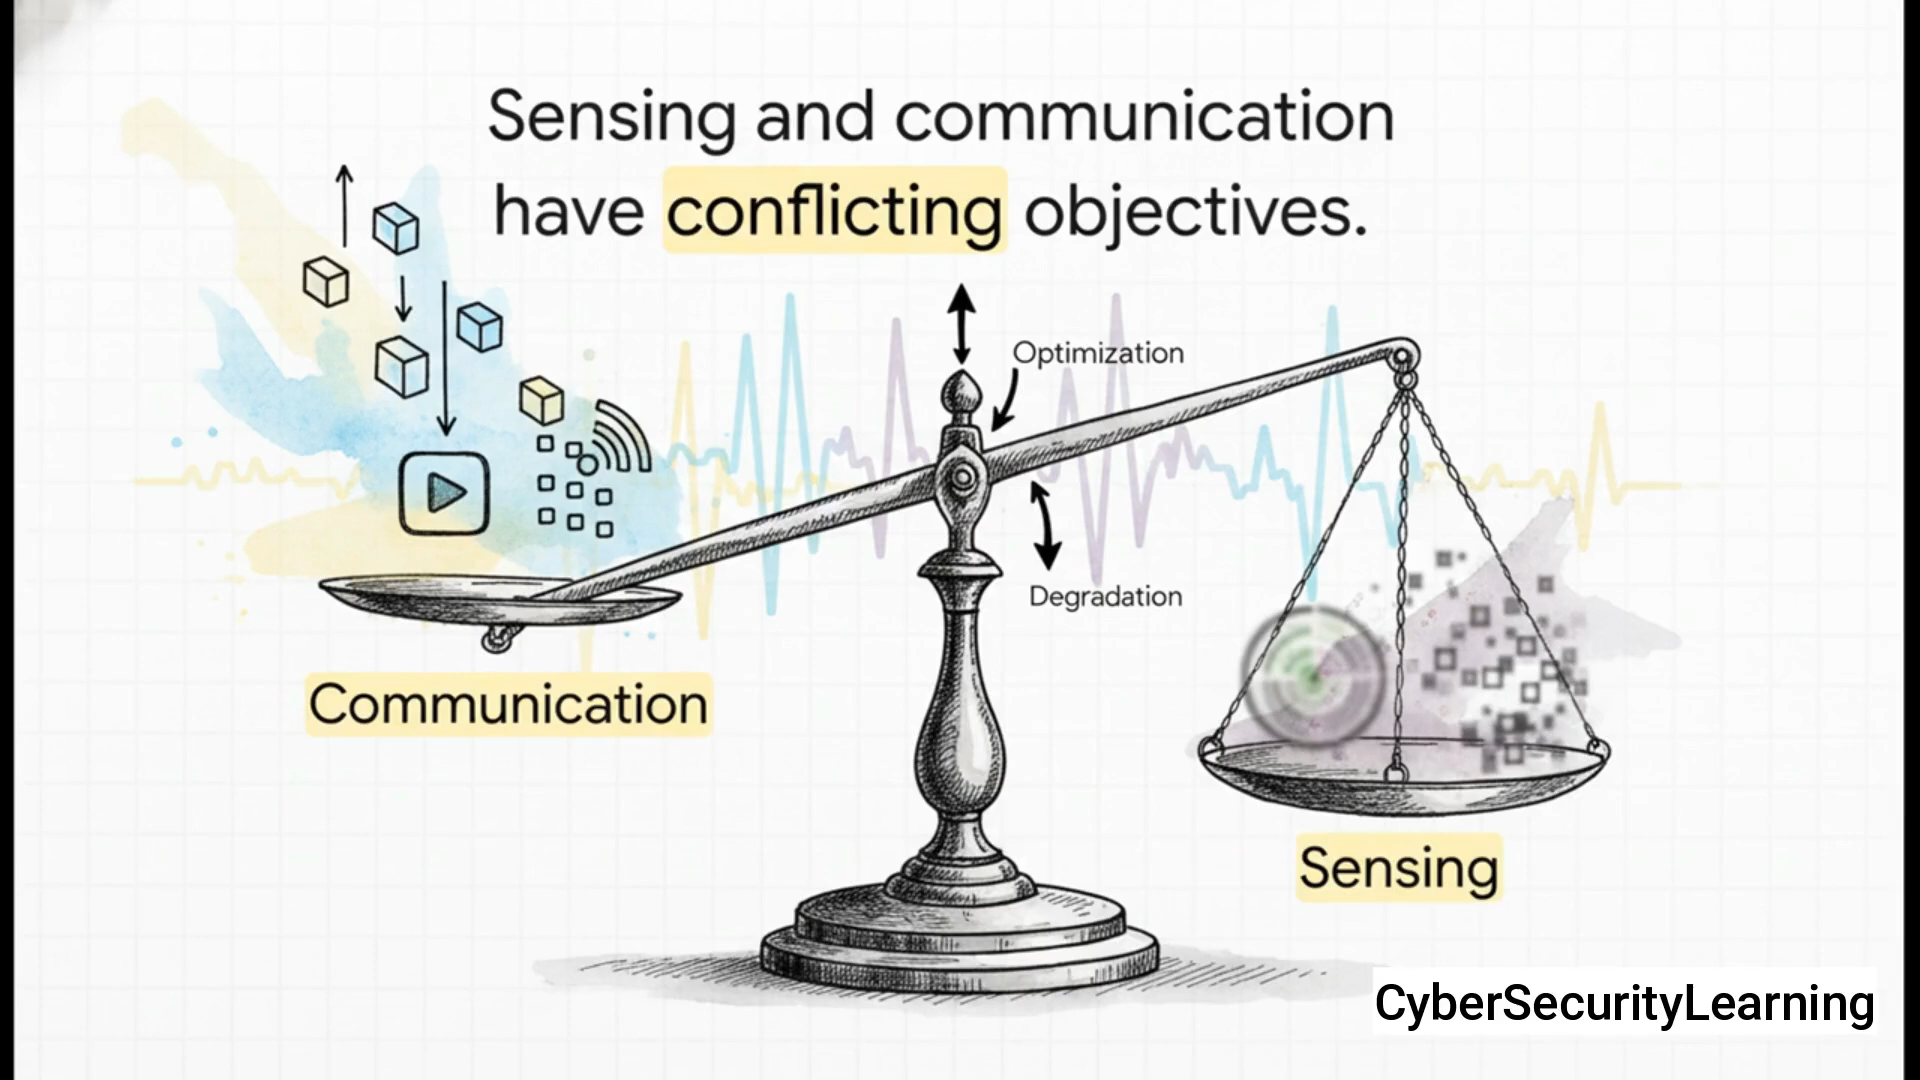 Sensing and communication
have conflicting objectives.
Optimization
Degradation
Communication
Sensing
CyberSecurityLearning